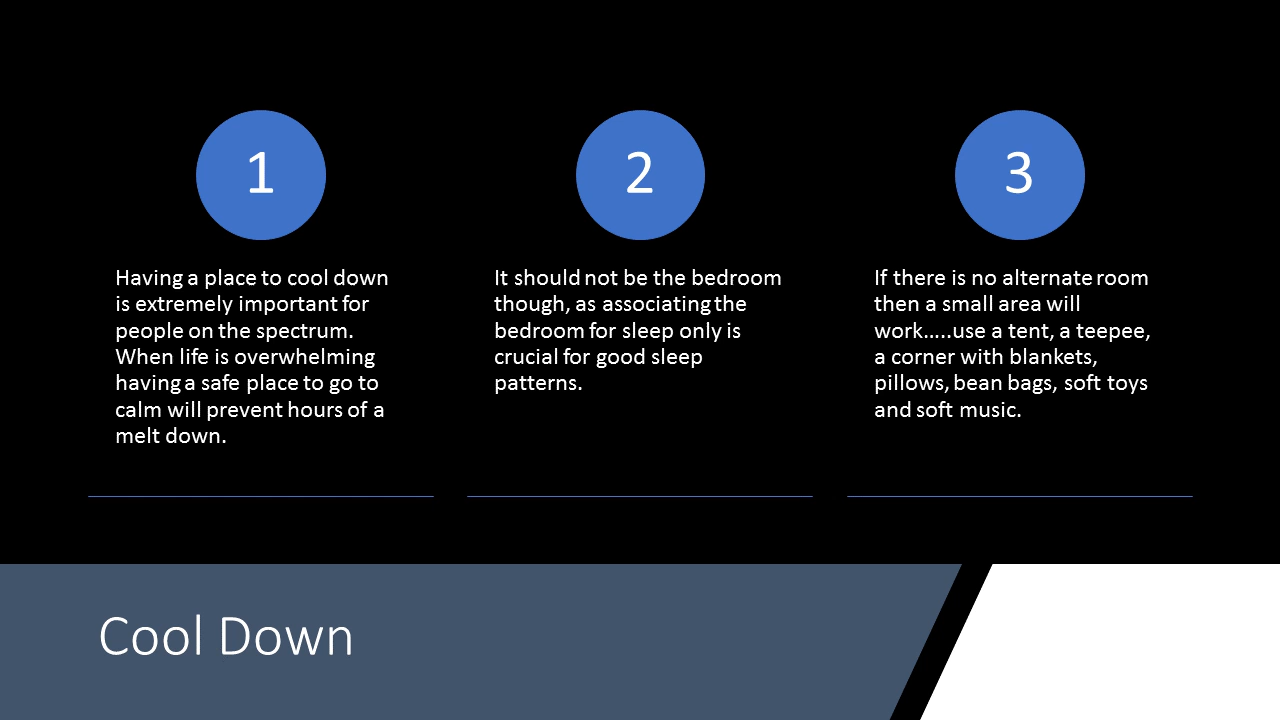 1
Having a place to cool down
is extremely important for
people on the spectrum.
When life is overwhelming
having a safe place to go to
calm will prevent hours of a
melt down.
2
It should not be the bedroom
though, as associating the
bedroom for sleep only is
crucial for good sleep
patterns.
3
If there is no alternate room
then a small area will
work.....use a tent, a teepee,
a corner with blankets,
pillows, bean bags, soft toys
and soft music.
Cool Down